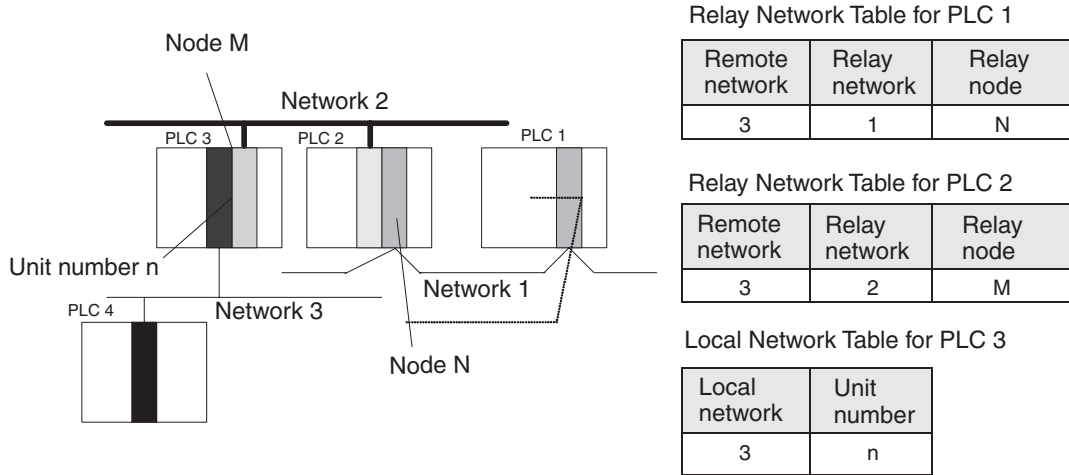 Node M
Network 2
PLC 3
PLC 2
PLC 1
Unit number n
Network 1
PLC 4
Network 3
Node N
Relay Network Table for PLC 1
Remote network
Relay network
Relay node
3
1
N
Relay Network Table for PLC 2
Remote network
Relay network
Relay node
3
2
M
Local Network Table for PLC 3
Local network
Unit number
3
n